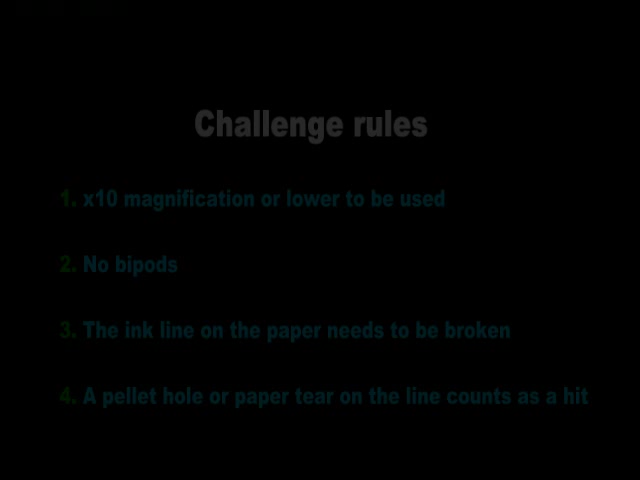 Challenge rules
1. x10 magnification or lower to be used
2. No bipods
3. The ink line on the paper needs to be broken
4. A pellet hole or paper tear on the line counts as a hit